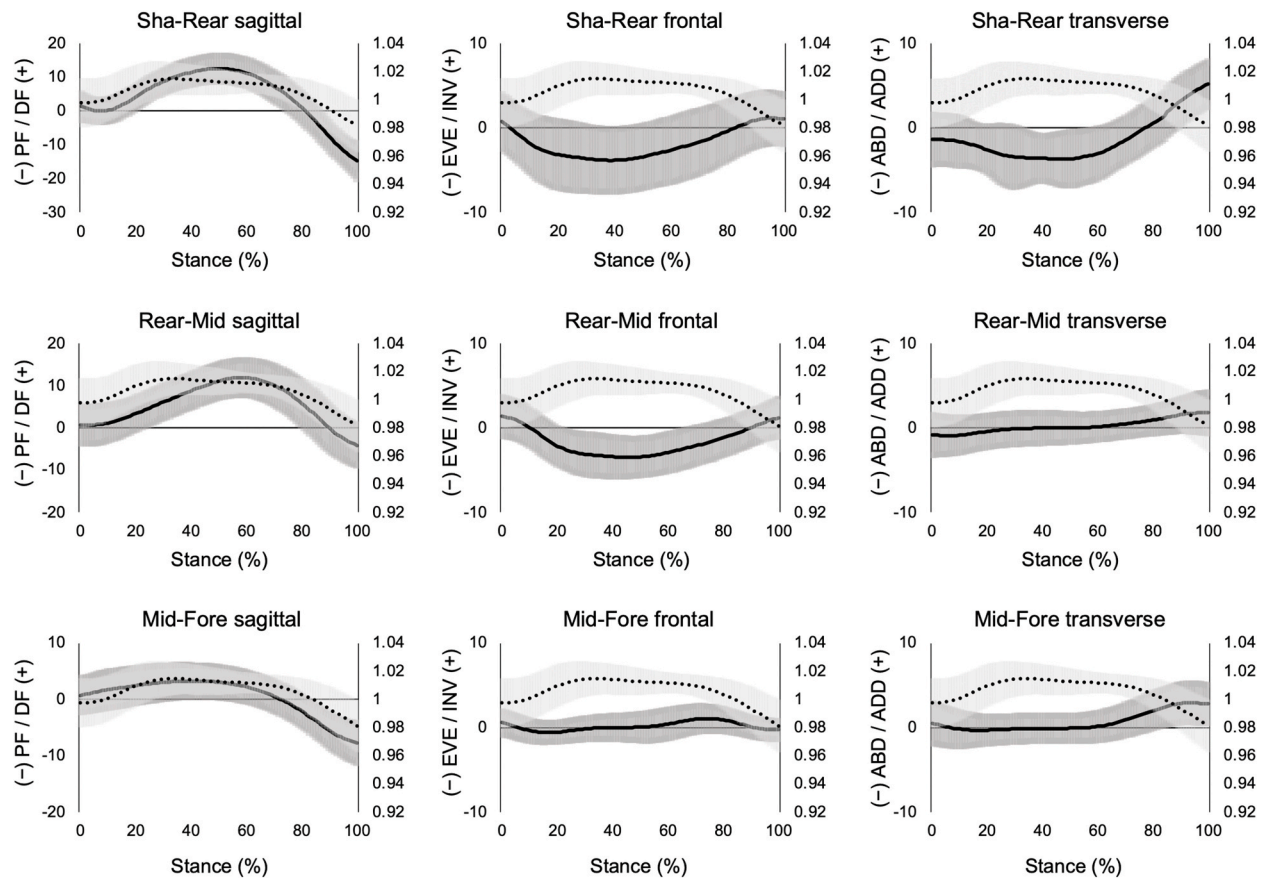 Sha-Rear sagittal
(−) PF / DF (+)
20
10
0
-10
-20
-30
1.04
1.02
1
0.98
0.96
0.94
0.92
0 20 40 60 80 100
Stance (%)
Sha-Rear frontal
(−) EVE / INV (+)
10
0
-10
1.04
1.02
1
0.98
0.96
0.94
0.92
0 20 40 60 80 100
Stance (%)
Sha-Rear transverse
(−) ABD / ADD (+)
10
0
-10
1.04
1.02
1
0.98
0.96
0.94
0.92
0 20 40 60 80 100
Stance (%)
Rear-Mid sagittal
(−) PF / DF (+)
20
10
0
-10
-20
1.04
1.02
1
0.98
0.96
0.94
0.92
0 20 40 60 80 100
Stance (%)
Rear-Mid frontal
(−) EVE / INV (+)
10
0
-10
1.04
1.02
1
0.98
0.96
0.94
0.92
0 20 40 60 80 100
Stance (%)
Rear-Mid transverse
(−) ABD / ADD (+)
10
0
-10
1.04
1.02
1
0.98
0.96
0.94
0.92
0 20 40 60 80 100
Stance (%)
Mid-Fore sagittal
(−) PF / DF (+)
10
0
-10
-20
1.04
1.02
1
0.98
0.96
0.94
0.92
0 20 40 60 80 100
Stance (%)
Mid-Fore frontal
(−) EVE / INV (+)
10
0
-10
1.04
1.02
1
0.98
0.96
0.94
0.92
0 20 40 60 80 100
Stance (%)
Mid-Fore transverse
(−) ABD / ADD (+)
10
0
-10
1.04
1.02
1
0.98
0.96
0.94
0.92
0 20 40 60 80 100
Stance (%)